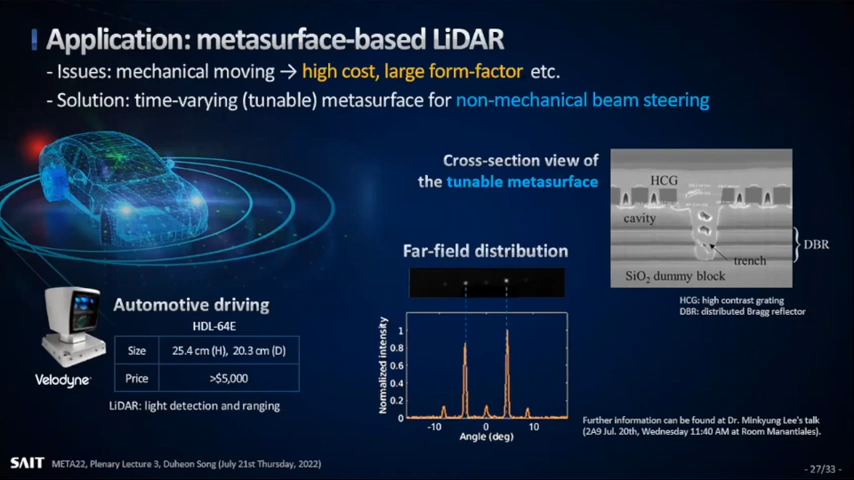 Application: metasurface-based LiDAR
- Issues: mechanical moving → high cost, large form-factor etc.
- Solution: time-varying (tunable) metasurface for non-mechanical beam steering
Cross-section view of
the tunable metasurface
HCG
cavity
trench
DBR
SiO₂ dummy block
HCG: high contrast grating
DBR: distributed Bragg reflector
Far-field distribution
Normalized intensity
1
0.8
0.6
0.4
0.2
0
-10 0 10
Angle (deg)
Automotive driving
HDL-64E
Size 25.4 cm (H), 20.3 cm (D)
Price >$5,000
Velodyne
LiDAR: light detection and ranging
Further information can be found at Dr. Minkyung Lee's talk
(2A9 Jul. 20th, Wednesday 11:40 AM at Room Manantiales).
SAIT META22, Plenary Lecture 3, Duheon Song (July 21st Thursday, 2022)
- 27/33 -